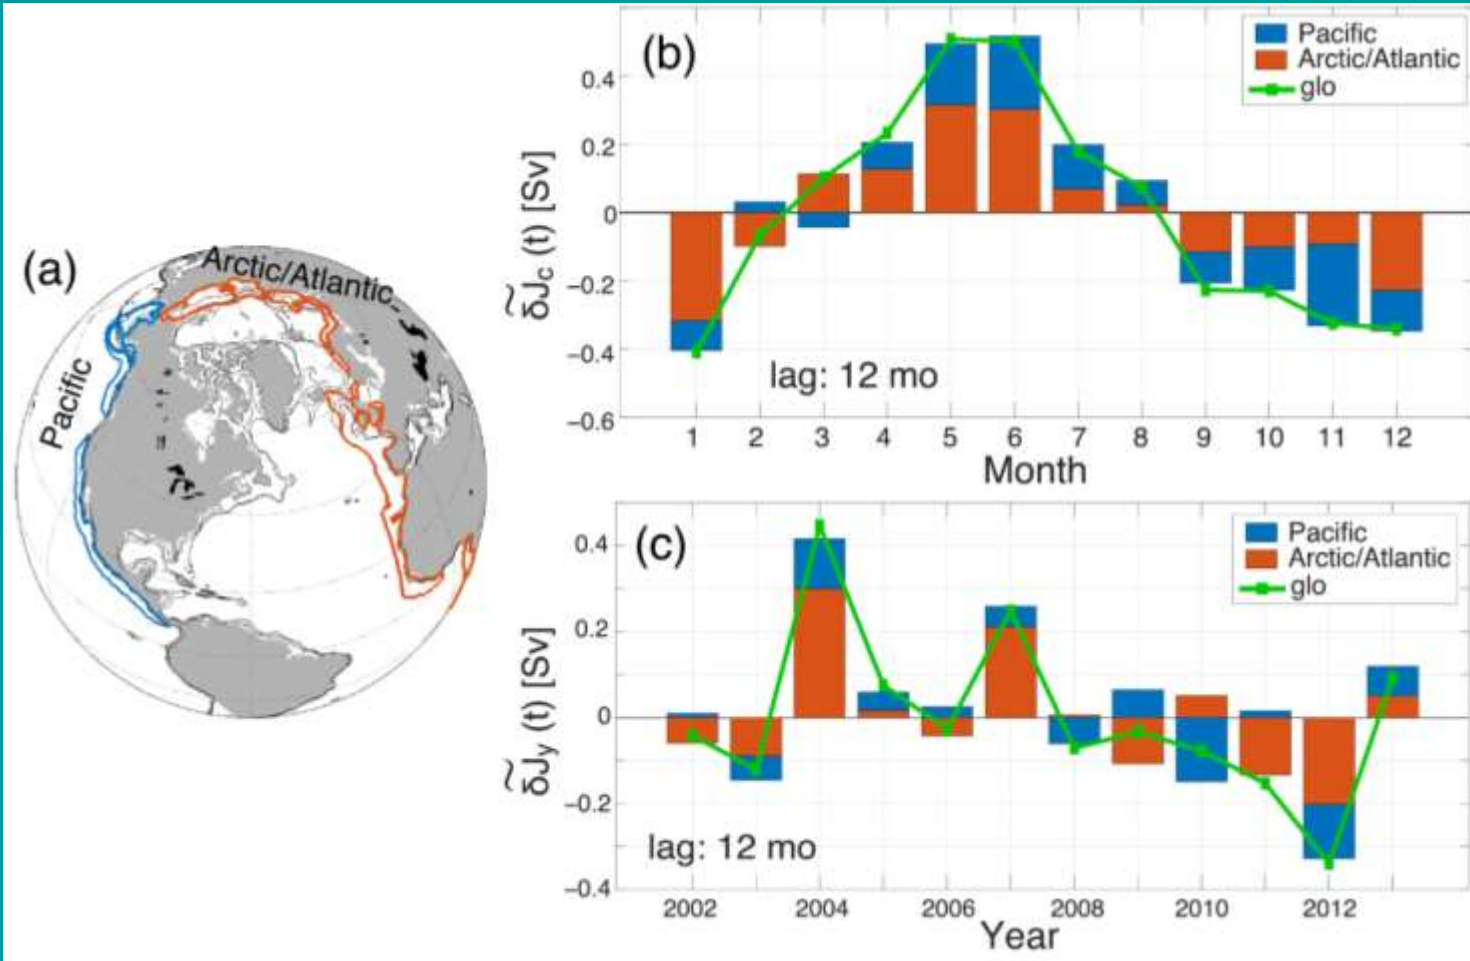 (a)
Arctic/Atlantic
Pacific
(b)
Pacific
Arctic/Atlantic
glo
0.4
0.2
0
−0.2
−0.4
−0.6
δ̃J_c (t) [Sv]
lag: 12 mo
1 2 3 4 5 6 7 8 9 10 11 12
Month
(c)
Pacific
Arctic/Atlantic
glo
0.4
0.2
0
−0.2
−0.4
δ̃J_y (t) [Sv]
lag: 12 mo
2002 2004 2006 2008 2010 2012
Year